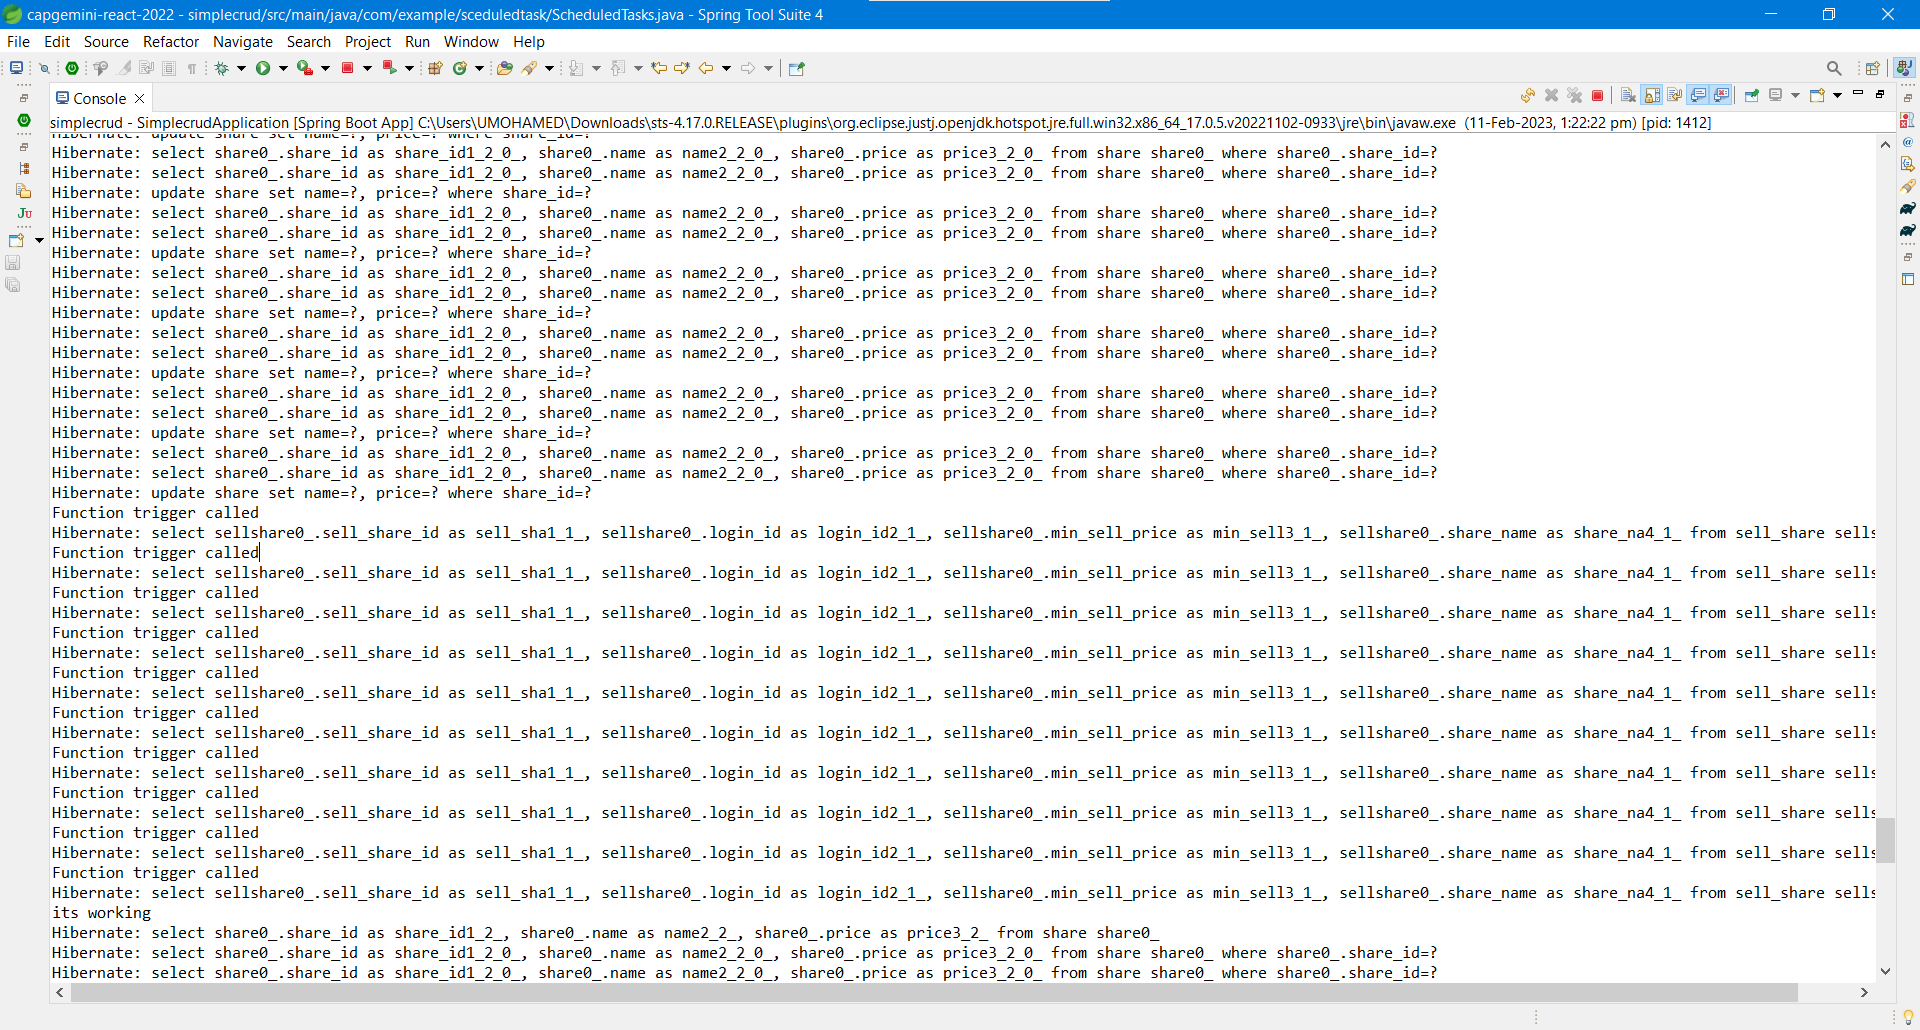 capgemini-react-2022 - simplecrud/src/main/java/com/example/sceduledtask/ScheduledTasks.java - Spring Tool Suite 4
File Edit Source Refactor Navigate Search Project Run Window Help
Console
simplecrud - SimplecrudApplication [Spring Boot App] C:\Users\UMOHAMED\Downloads\sts-4.17.0.RELEASE\plugins\org.eclipse.justj.openjdk.hotspot.jre.full.win32.x86_64_17.0.5.v20221102-0933\jre\bin\javaw.exe (11-Feb-2023, 1:22:22 pm) [pid: 1412]
Hibernate: update share set name=?, price=? where share_id=?
Hibernate: select share0_.share_id as share_id1_2_0_, share0_.name as name2_2_0_, share0_.price as price3_2_0_ from share share0_ where share0_.share_id=?
Hibernate: select share0_.share_id as share_id1_2_0_, share0_.name as name2_2_0_, share0_.price as price3_2_0_ from share share0_ where share0_.share_id=?
Hibernate: update share set name=?, price=? where share_id=?
Hibernate: select share0_.share_id as share_id1_2_0_, share0_.name as name2_2_0_, share0_.price as price3_2_0_ from share share0_ where share0_.share_id=?
Hibernate: select share0_.share_id as share_id1_2_0_, share0_.name as name2_2_0_, share0_.price as price3_2_0_ from share share0_ where share0_.share_id=?
Hibernate: update share set name=?, price=? where share_id=?
Hibernate: select share0_.share_id as share_id1_2_0_, share0_.name as name2_2_0_, share0_.price as price3_2_0_ from share share0_ where share0_.share_id=?
Hibernate: select share0_.share_id as share_id1_2_0_, share0_.name as name2_2_0_, share0_.price as price3_2_0_ from share share0_ where share0_.share_id=?
Hibernate: update share set name=?, price=? where share_id=?
Hibernate: select share0_.share_id as share_id1_2_0_, share0_.name as name2_2_0_, share0_.price as price3_2_0_ from share share0_ where share0_.share_id=?
Hibernate: select share0_.share_id as share_id1_2_0_, share0_.name as name2_2_0_, share0_.price as price3_2_0_ from share share0_ where share0_.share_id=?
Hibernate: update share set name=?, price=? where share_id=?
Hibernate: select share0_.share_id as share_id1_2_0_, share0_.name as name2_2_0_, share0_.price as price3_2_0_ from share share0_ where share0_.share_id=?
Hibernate: select share0_.share_id as share_id1_2_0_, share0_.name as name2_2_0_, share0_.price as price3_2_0_ from share share0_ where share0_.share_id=?
Hibernate: update share set name=?, price=? where share_id=?
Hibernate: select share0_.share_id as share_id1_2_0_, share0_.name as name2_2_0_, share0_.price as price3_2_0_ from share share0_ where share0_.share_id=?
Hibernate: select share0_.share_id as share_id1_2_0_, share0_.name as name2_2_0_, share0_.price as price3_2_0_ from share share0_ where share0_.share_id=?
Hibernate: update share set name=?, price=? where share_id=?
Function trigger called
Hibernate: select sellshare0_.sell_share_id as sell_sha1_1_, sellshare0_.login_id as login_id2_1_, sellshare0_.min_sell_price as min_sell3_1_, sellshare0_.share_name as share_na4_1_ from sell_share sells
Function trigger called
Hibernate: select sellshare0_.sell_share_id as sell_sha1_1_, sellshare0_.login_id as login_id2_1_, sellshare0_.min_sell_price as min_sell3_1_, sellshare0_.share_name as share_na4_1_ from sell_share sells
Function trigger called
Hibernate: select sellshare0_.sell_share_id as sell_sha1_1_, sellshare0_.login_id as login_id2_1_, sellshare0_.min_sell_price as min_sell3_1_, sellshare0_.share_name as share_na4_1_ from sell_share sells
Function trigger called
Hibernate: select sellshare0_.sell_share_id as sell_sha1_1_, sellshare0_.login_id as login_id2_1_, sellshare0_.min_sell_price as min_sell3_1_, sellshare0_.share_name as share_na4_1_ from sell_share sells
Function trigger called
Hibernate: select sellshare0_.sell_share_id as sell_sha1_1_, sellshare0_.login_id as login_id2_1_, sellshare0_.min_sell_price as min_sell3_1_, sellshare0_.share_name as share_na4_1_ from sell_share sells
Function trigger called
Hibernate: select sellshare0_.sell_share_id as sell_sha1_1_, sellshare0_.login_id as login_id2_1_, sellshare0_.min_sell_price as min_sell3_1_, sellshare0_.share_name as share_na4_1_ from sell_share sells
Function trigger called
Hibernate: select sellshare0_.sell_share_id as sell_sha1_1_, sellshare0_.login_id as login_id2_1_, sellshare0_.min_sell_price as min_sell3_1_, sellshare0_.share_name as share_na4_1_ from sell_share sells
Function trigger called
Hibernate: select sellshare0_.sell_share_id as sell_sha1_1_, sellshare0_.login_id as login_id2_1_, sellshare0_.min_sell_price as min_sell3_1_, sellshare0_.share_name as share_na4_1_ from sell_share sells
Function trigger called
Hibernate: select sellshare0_.sell_share_id as sell_sha1_1_, sellshare0_.login_id as login_id2_1_, sellshare0_.min_sell_price as min_sell3_1_, sellshare0_.share_name as share_na4_1_ from sell_share sells
Function trigger called
Hibernate: select sellshare0_.sell_share_id as sell_sha1_1_, sellshare0_.login_id as login_id2_1_, sellshare0_.min_sell_price as min_sell3_1_, sellshare0_.share_name as share_na4_1_ from sell_share sells
its working
Hibernate: select share0_.share_id as share_id1_2_, share0_.name as name2_2_, share0_.price as price3_2_ from share share0_
Hibernate: select share0_.share_id as share_id1_2_0_, share0_.name as name2_2_0_, share0_.price as price3_2_0_ from share share0_ where share0_.share_id=?
Hibernate: select share0_.share_id as share_id1_2_0_, share0_.name as name2_2_0_, share0_.price as price3_2_0_ from share share0_ where share0_.share_id=?